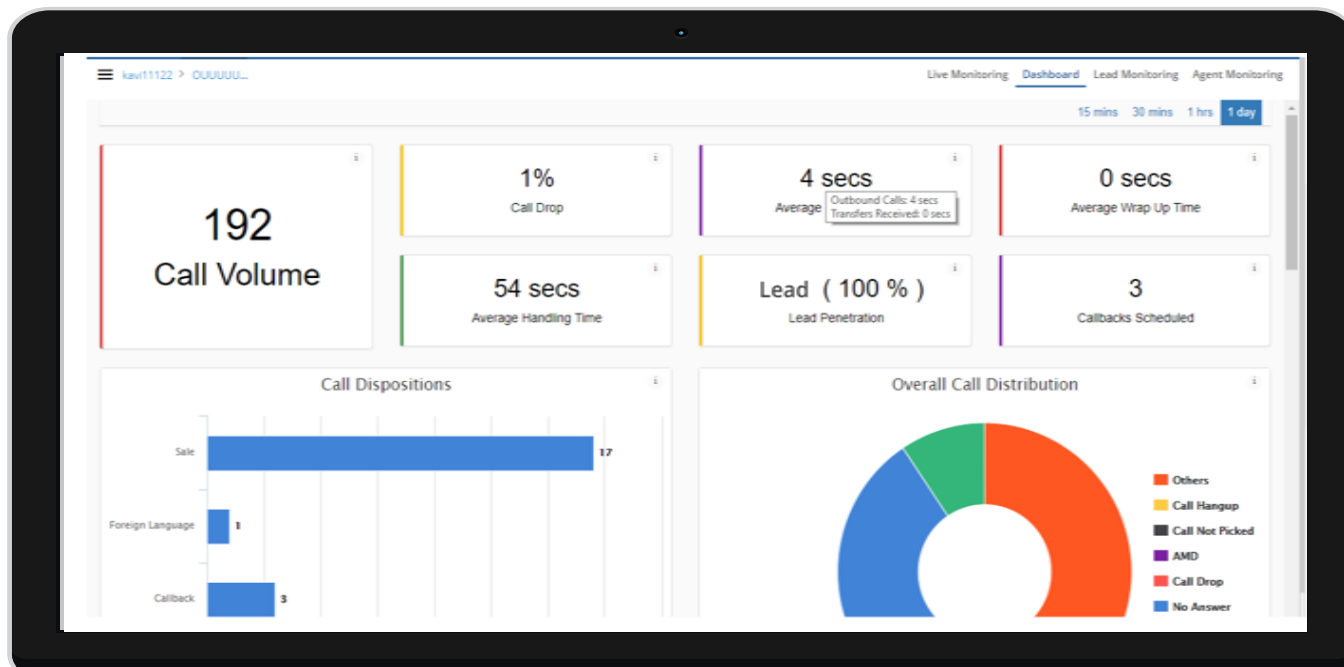 kavi11122 > OUUUUU...
Live Monitoring Dashboard Lead Monitoring Agent Monitoring
15 mins 30 mins 1 hrs 1 day
192
Call Volume
1%
Call Drop
4 secs
Average
Outbound Calls: 4 secs
Transfers Received: 0 secs
0 secs
Average Wrap Up Time
54 secs
Average Handling Time
Lead ( 100 % )
Lead Penetration
3
Callbacks Scheduled
Call Dispositions
Sale
17
Foreign Language
1
Callback
3
Overall Call Distribution
Others
Call Hangup
Call Not Picked
AMD
Call Drop
No Answer